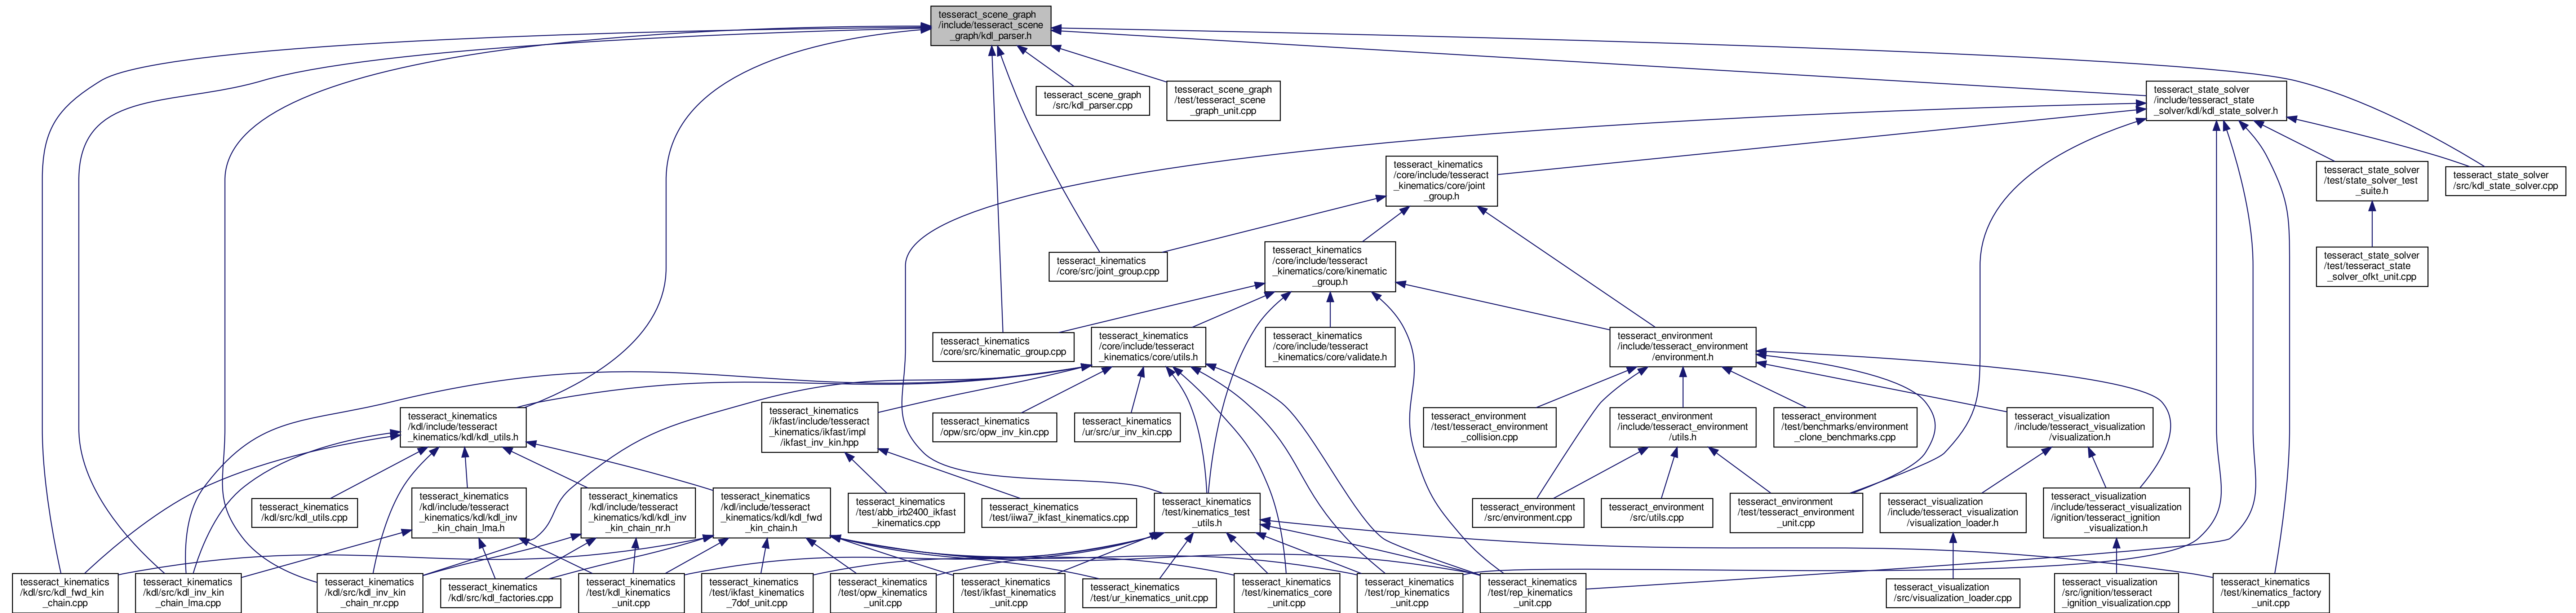 tesseract_scene_graph
/include/tesseract_scene
_graph/kdl_parser.h
tesseract_scene_graph
/src/kdl_parser.cpp
tesseract_scene_graph
/test/tesseract_scene
_graph_unit.cpp
tesseract_state_solver
/include/tesseract_state
_solver/kdl/kdl_state_solver.h
tesseract_kinematics
/core/include/tesseract
_kinematics/core/joint
_group.h
tesseract_state_solver
/test/state_solver_test
_suite.h
tesseract_state_solver
/src/kdl_state_solver.cpp
tesseract_kinematics
/core/src/joint_group.cpp
tesseract_kinematics
/core/include/tesseract
_kinematics/core/kinematic
_group.h
tesseract_state_solver
/test/tesseract_state
_solver_ofkt_unit.cpp
tesseract_kinematics
/core/src/kinematic_group.cpp
tesseract_kinematics
/core/include/tesseract
_kinematics/core/utils.h
tesseract_kinematics
/core/include/tesseract
_kinematics/core/validate.h
tesseract_environment
/include/tesseract_environment
/environment.h
tesseract_kinematics
/kdl/include/tesseract
_kinematics/kdl/kdl_utils.h
tesseract_kinematics
/ikfast/include/tesseract
_kinematics/ikfast/impl
/ikfast_inv_kin.hpp
tesseract_kinematics
/opw/src/opw_inv_kin.cpp
tesseract_kinematics
/ur/src/ur_inv_kin.cpp
tesseract_environment
/test/tesseract_environment
_collision.cpp
tesseract_environment
/include/tesseract_environment
/utils.h
tesseract_environment
/test/benchmarks/environment
_clone_benchmarks.cpp
tesseract_visualization
/include/tesseract_visualization
/visualization.h
tesseract_kinematics
/kdl/src/kdl_utils.cpp
tesseract_kinematics
/kdl/include/tesseract
_kinematics/kdl/kdl_inv
_kin_chain_lma.h
tesseract_kinematics
/kdl/include/tesseract
_kinematics/kdl/kdl_inv
_kin_chain_nr.h
tesseract_kinematics
/kdl/include/tesseract
_kinematics/kdl/kdl_fwd
_kin_chain.h
tesseract_kinematics
/test/abb_irb2400_ikfast
_kinematics.cpp
tesseract_kinematics
/test/iiwa7_ikfast_kinematics.cpp
tesseract_kinematics
/test/kinematics_test
_utils.h
tesseract_environment
/src/environment.cpp
tesseract_environment
/src/utils.cpp
tesseract_environment
/test/tesseract_environment
_unit.cpp
tesseract_visualization
/include/tesseract_visualization
/visualization_loader.h
tesseract_visualization
/include/tesseract_visualization
/ignition/tesseract_ignition
_visualization.h
tesseract_kinematics
/kdl/src/kdl_fwd_kin
_chain.cpp
tesseract_kinematics
/kdl/src/kdl_inv_kin
_chain_lma.cpp
tesseract_kinematics
/kdl/src/kdl_inv_kin
_chain_nr.cpp
tesseract_kinematics
/kdl/src/kdl_factories.cpp
tesseract_kinematics
/test/kdl_kinematics
_unit.cpp
tesseract_kinematics
/test/ikfast_kinematics
_7dof_unit.cpp
tesseract_kinematics
/test/opw_kinematics
_unit.cpp
tesseract_kinematics
/test/ikfast_kinematics
_unit.cpp
tesseract_kinematics
/test/ur_kinematics_unit.cpp
tesseract_kinematics
/test/kinematics_core
_unit.cpp
tesseract_kinematics
/test/rop_kinematics
_unit.cpp
tesseract_kinematics
/test/rep_kinematics
_unit.cpp
tesseract_visualization
/src/visualization_loader.cpp
tesseract_visualization
/src/ignition/tesseract
_ignition_visualization.cpp
tesseract_kinematics
/test/kinematics_factory
_unit.cpp